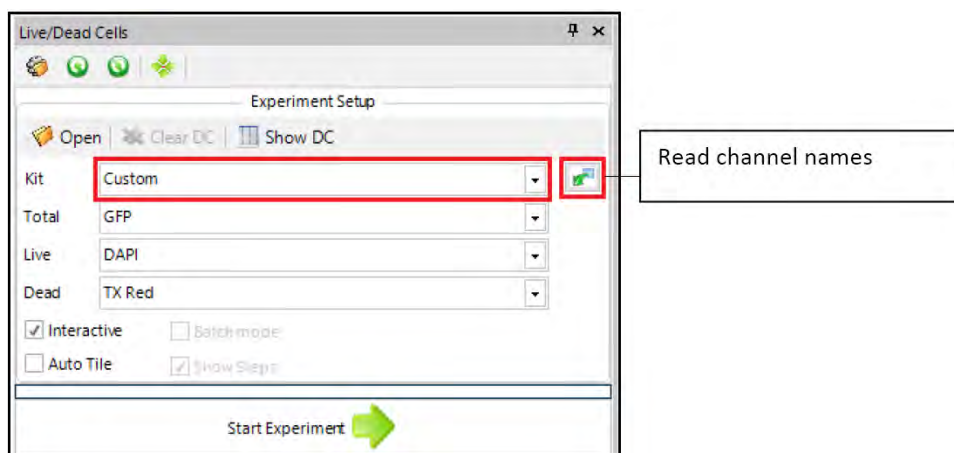 Live/Dead Cells
Experiment Setup
Open Clear DC Show DC
Kit Custom
Read channel names
Total GFP
Live DAPI
Dead TX Red
Interactive Batch mode
Auto Tile Show Steps
Start Experiment